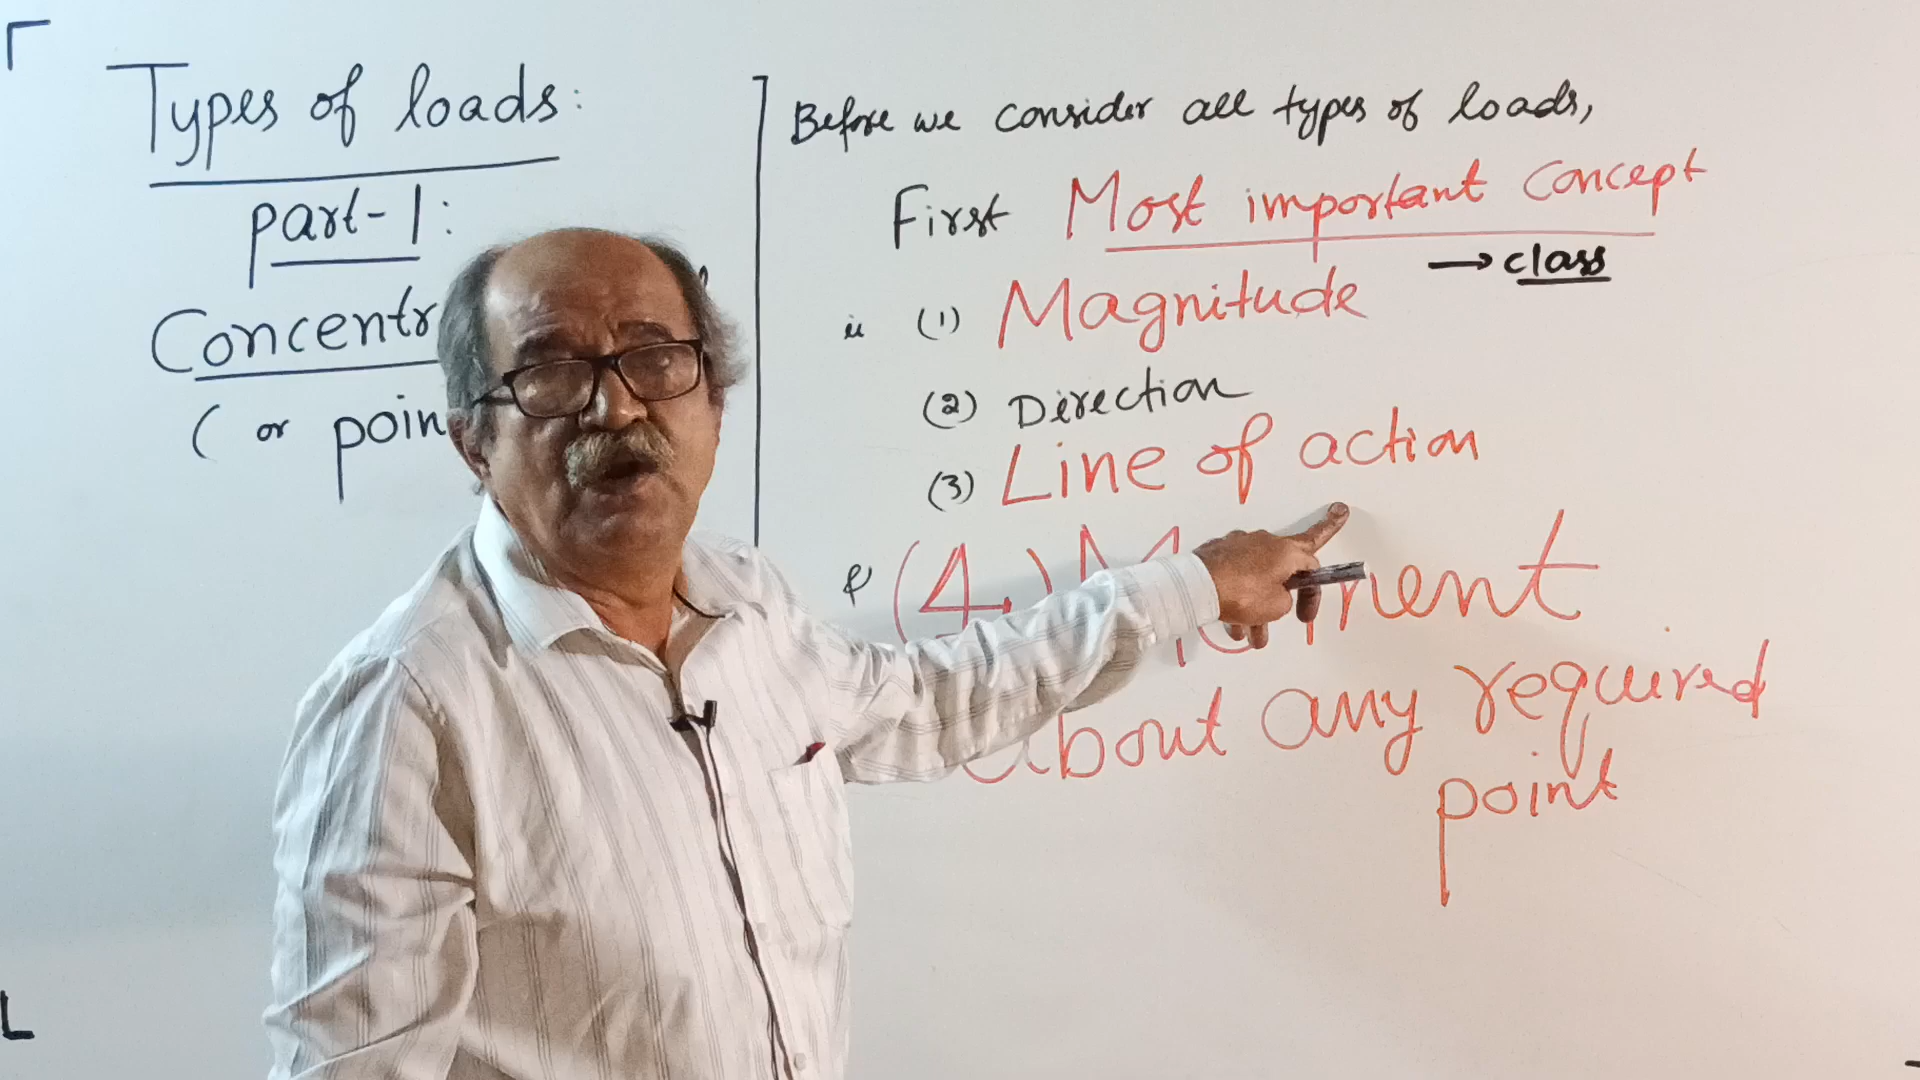 Types of loads:
part-1:
Concentr
( or poin
Before we consider all types of loads,
First Most important concept
→ class
ii (1) Magnitude
(2) Direction
(3) Line of action
& (4) Moment
about any required
point